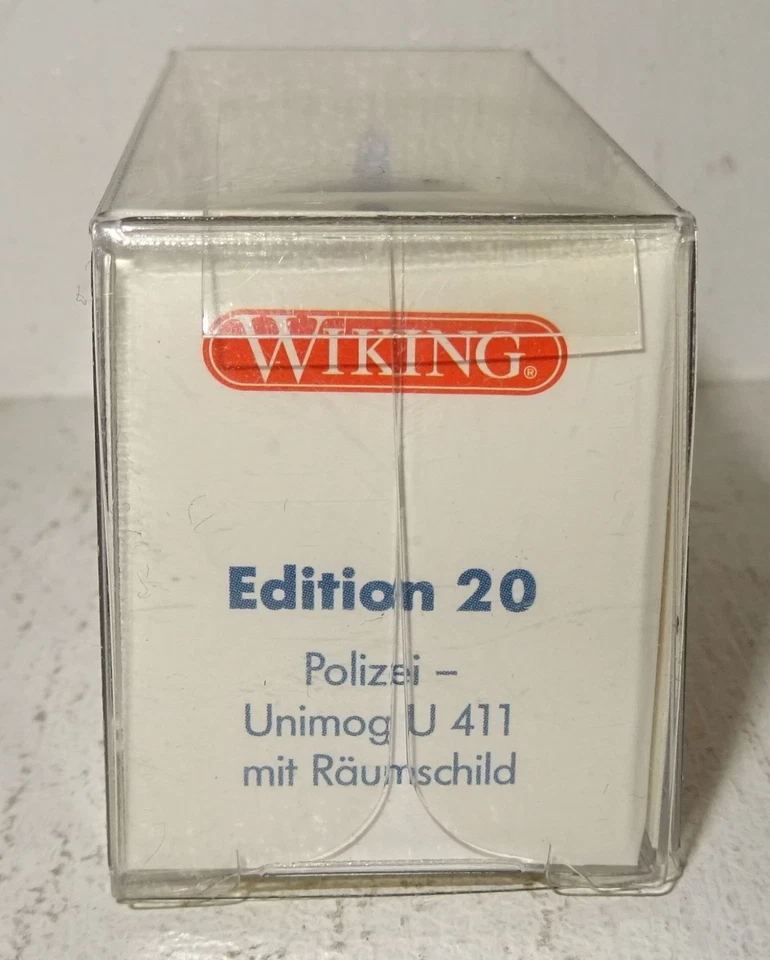 WIKING®
Edition 20
Polizei –
Unimog U 411
mit Räumschild